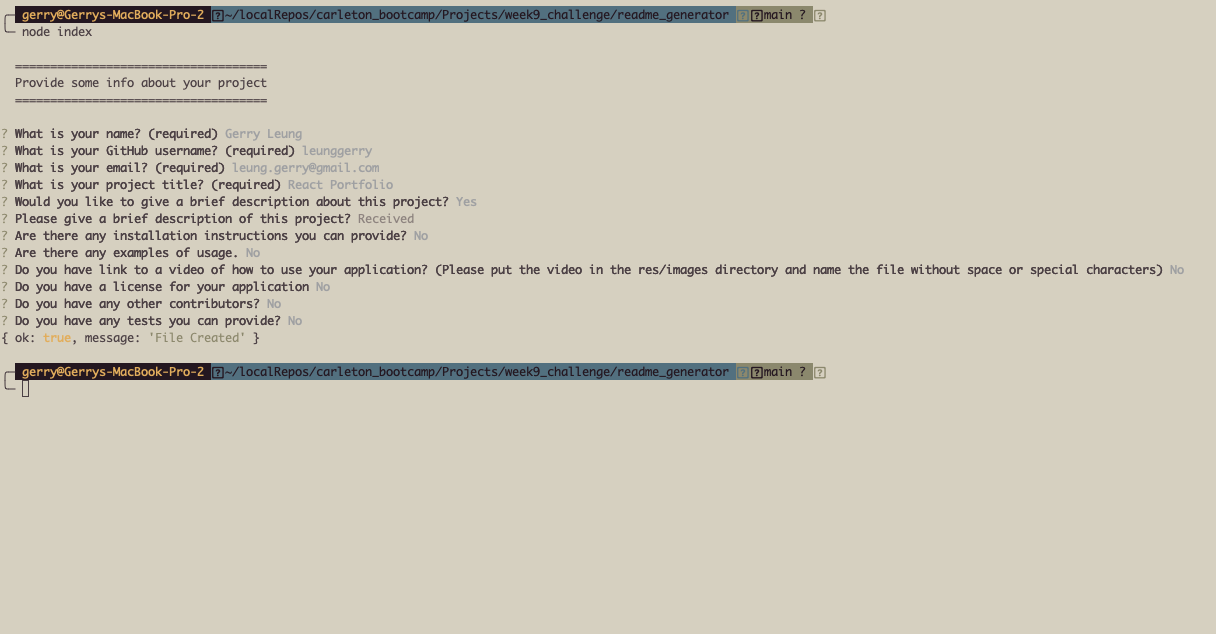 gerry@Gerrys-MacBook-Pro-2 ~/localRepos/carleton_bootcamp/Projects/week9_challenge/readme_generator main ?
node index
====================================
Provide some info about your project
====================================
? What is your name? (required) Gerry Leung
? What is your GitHub username? (required) leunggerry
? What is your email? (required) leung.gerry@gmail.com
? What is your project title? (required) React Portfolio
? Would you like to give a brief description about this project? Yes
? Please give a brief description of this project? Received
? Are there any installation instructions you can provide? No
? Are there any examples of usage. No
? Do you have link to a video of how to use your application? (Please put the video in the res/images directory and name the file without space or special characters) No
? Do you have a license for your application No
? Do you have any other contributors? No
? Do you have any tests you can provide? No
{ ok: true, message: 'File Created' }
gerry@Gerrys-MacBook-Pro-2 ~/localRepos/carleton_bootcamp/Projects/week9_challenge/readme_generator main ?